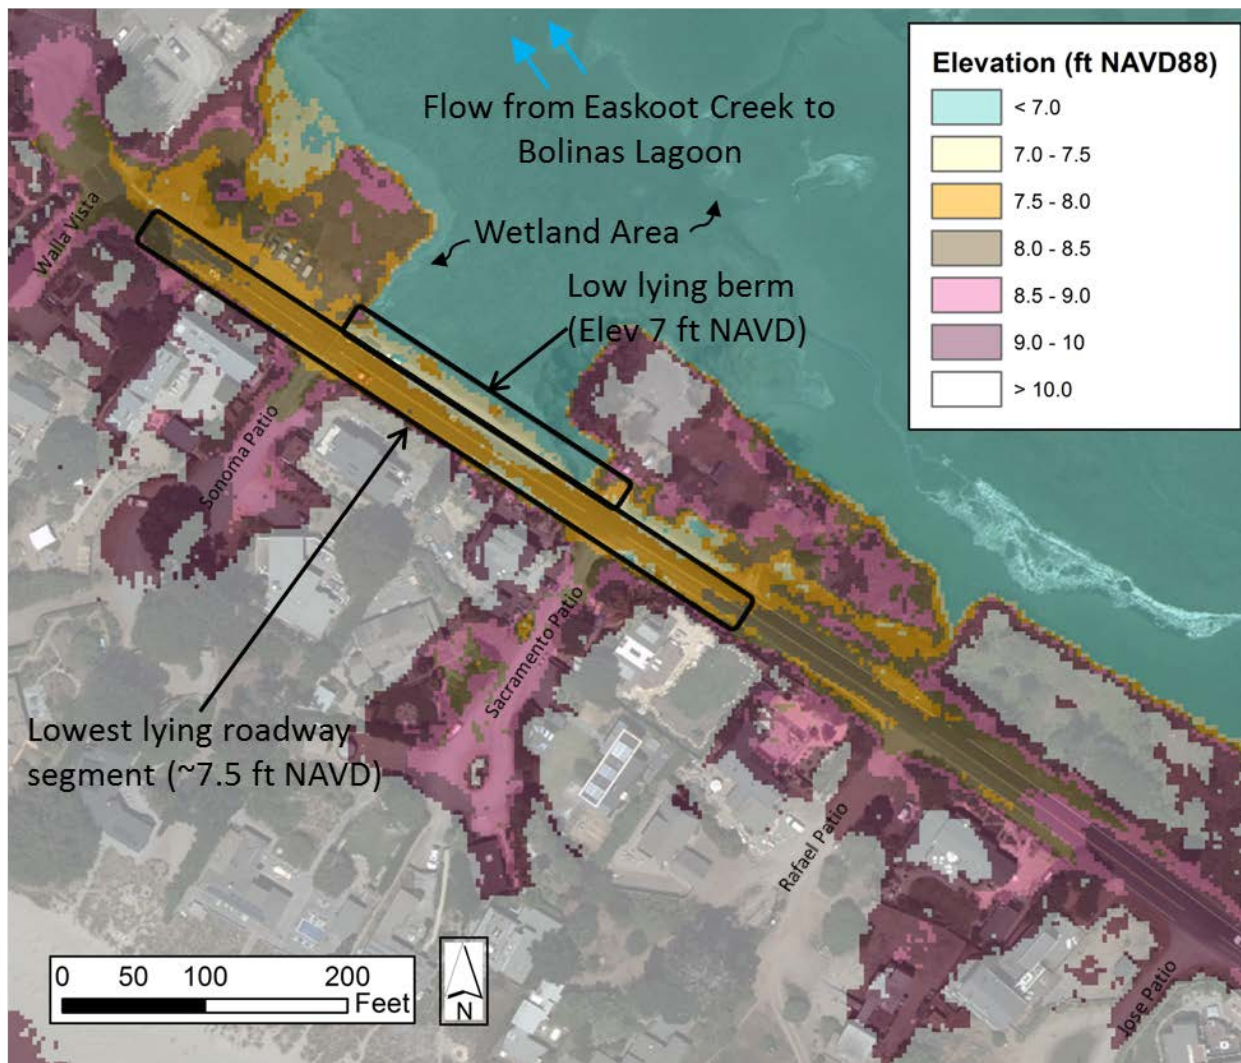 Flow from Easkoot Creek to
Bolinas Lagoon
Wetland Area
Low lying berm
(Elev 7 ft NAVD)
Elevation (ft NAVD88)
< 7.0
7.0 - 7.5
7.5 - 8.0
8.0 - 8.5
8.5 - 9.0
9.0 - 10
> 10.0
Walla Vista
Sonoma Patio
Sacramento Patio
Rafael Patio
Jose Patio
Lowest lying roadway
segment (~7.5 ft NAVD)
0 50 100 200
Feet
N